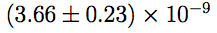 (3.66 ± 0.23) × 10⁻⁹